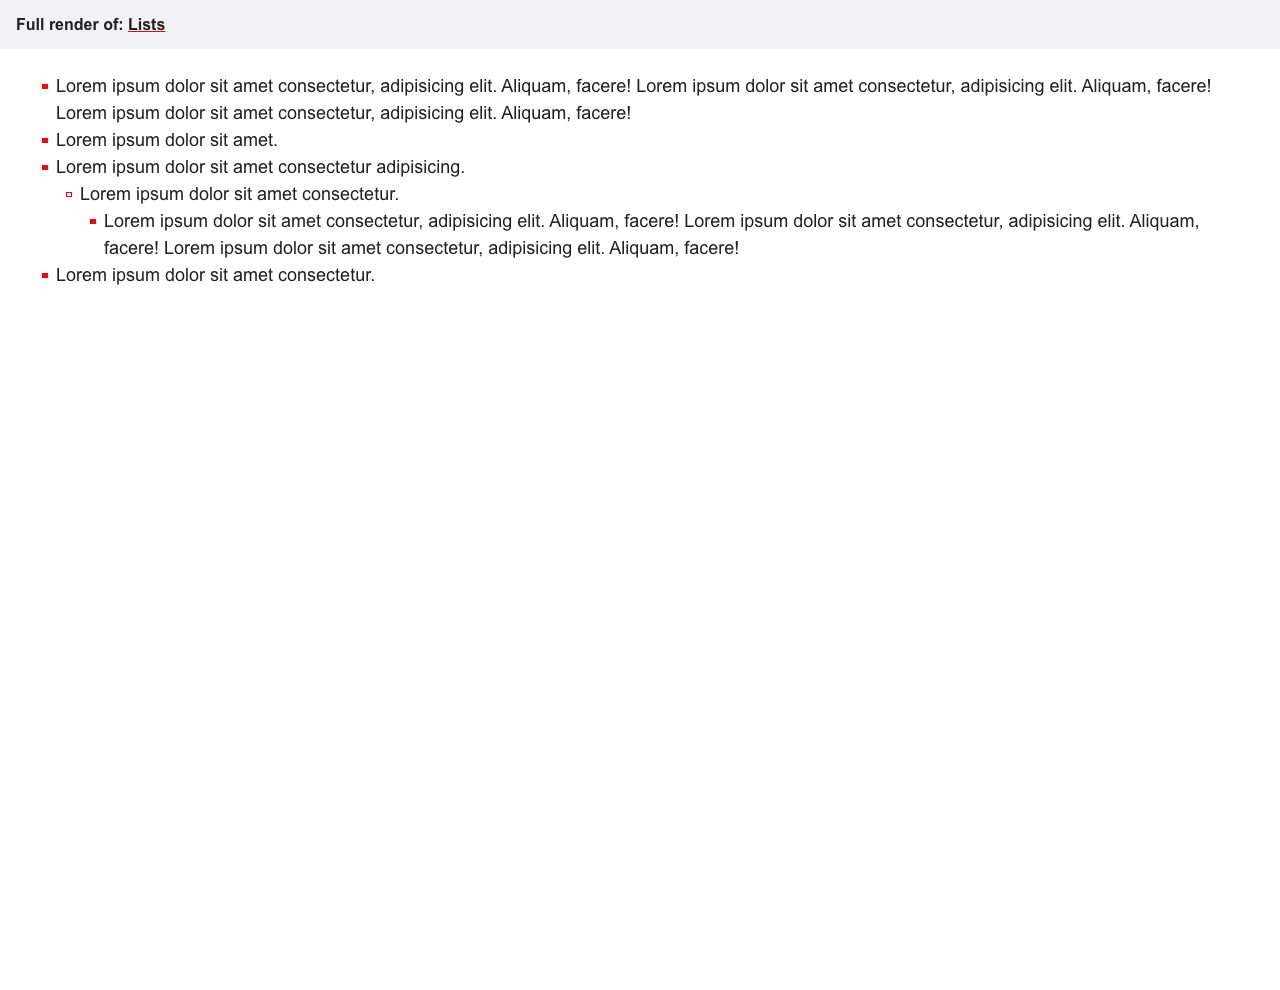 Full render of: Lists
Lorem ipsum dolor sit amet consectetur, adipisicing elit. Aliquam, facere! Lorem ipsum dolor sit amet consectetur, adipisicing elit. Aliquam, facere!
Lorem ipsum dolor sit amet consectetur, adipisicing elit. Aliquam, facere!
Lorem ipsum dolor sit amet.
Lorem ipsum dolor sit amet consectetur adipisicing.
Lorem ipsum dolor sit amet consectetur.
Lorem ipsum dolor sit amet consectetur, adipisicing elit. Aliquam, facere! Lorem ipsum dolor sit amet consectetur, adipisicing elit. Aliquam,
facere! Lorem ipsum dolor sit amet consectetur, adipisicing elit. Aliquam, facere!
Lorem ipsum dolor sit amet consectetur.